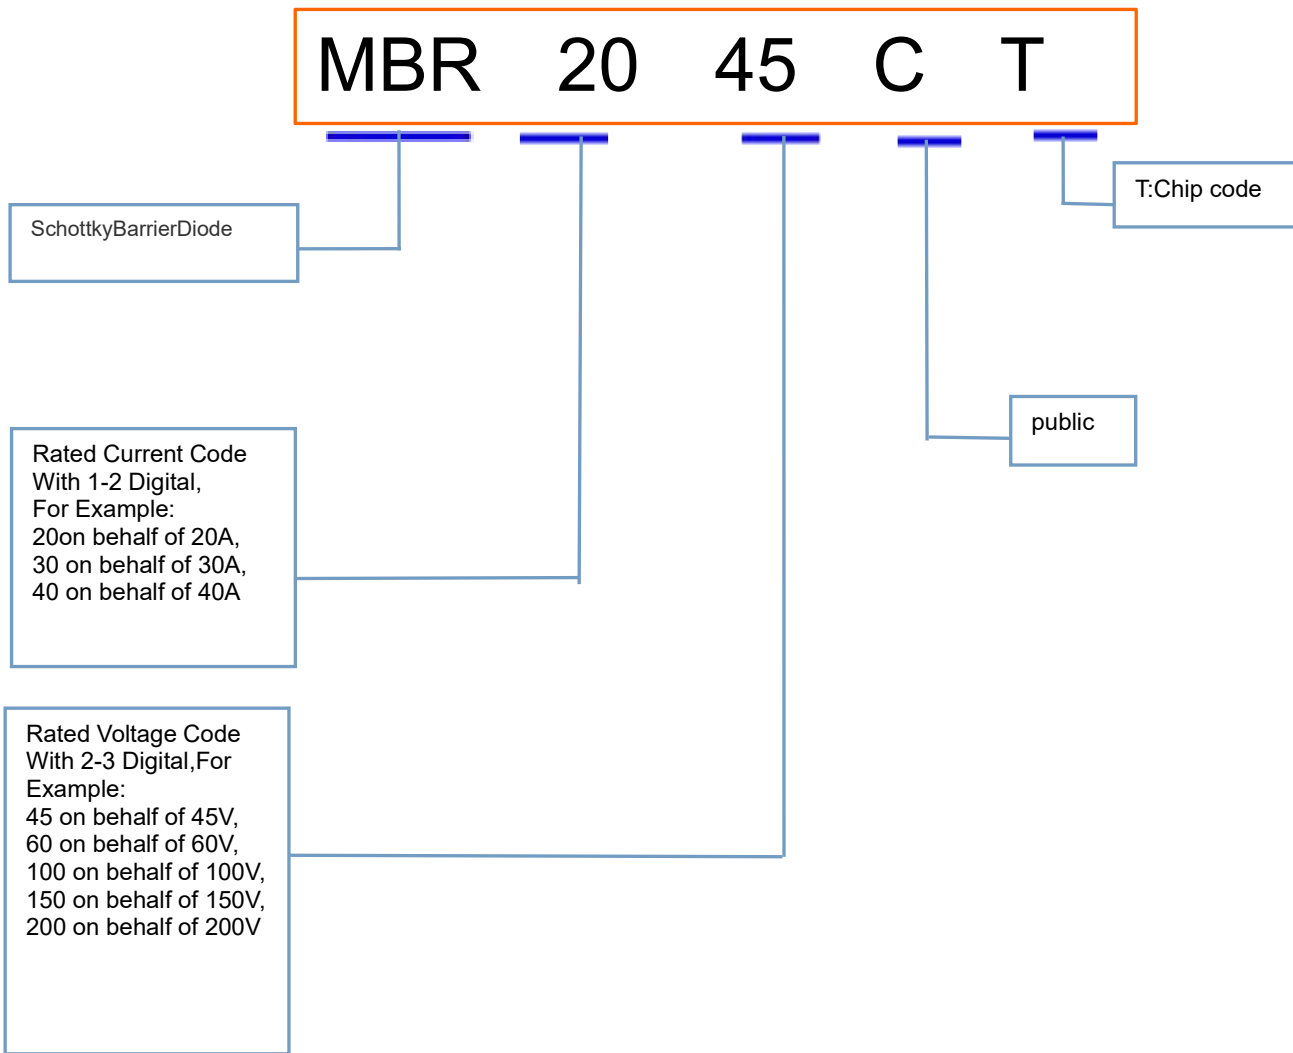 MBR 20 45 C T
T:Chip code
SchottkyBarrierDiode
public
Rated Current Code
With 1-2 Digital,
For Example:
20on behalf of 20A,
30 on behalf of 30A,
40 on behalf of 40A
Rated Voltage Code
With 2-3 Digital,For
Example:
45 on behalf of 45V,
60 on behalf of 60V,
100 on behalf of 100V,
150 on behalf of 150V,
200 on behalf of 200V